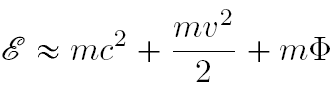 ℰ ≈ mc² + mv²/2 + mΦ